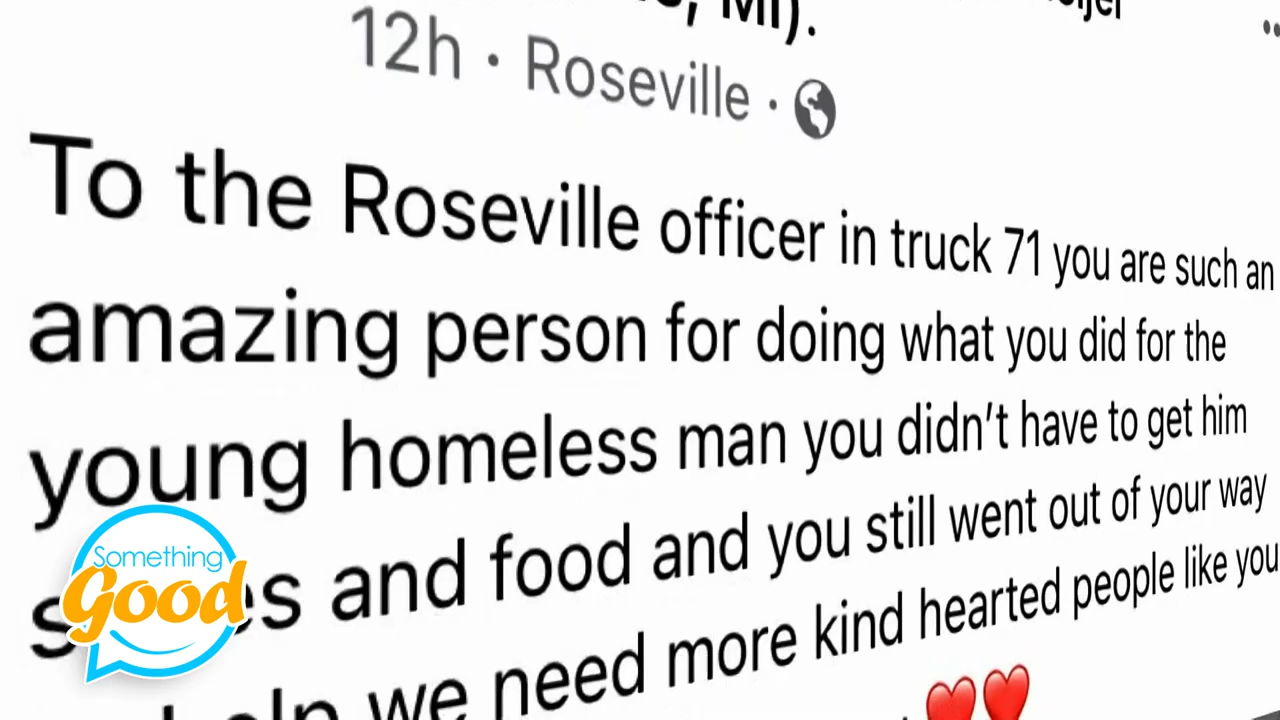 MI).
12h · Roseville ·
To the Roseville officer in truck 71 you are such an
amazing person for doing what you did for the
young homeless man you didn't have to get him
and food and you still went out of your way
we need more kind hearted people like you
❤️❤️
Something
Good